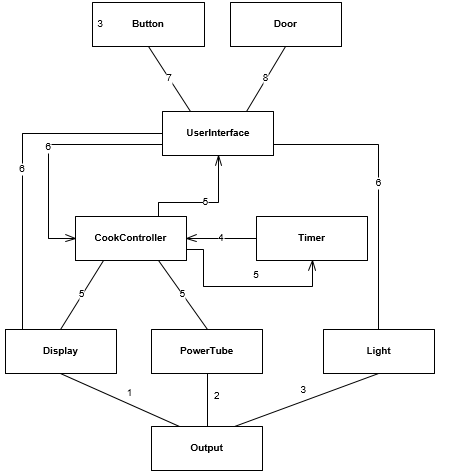 3 Button
Door
7
8
UserInterface
6
6
6
5
CookController
4
Timer
5
5
5
Display
PowerTube
Light
1
2
3
Output